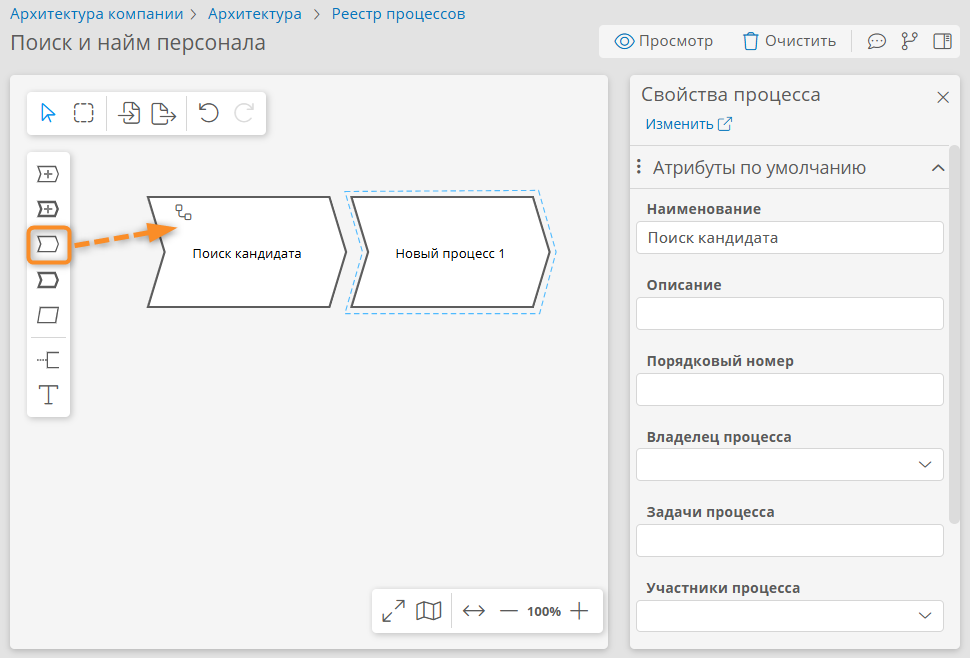 Архитектура компании > Архитектура > Реестр процессов
Поиск и найм персонала
Просмотр
Очистить
Поиск кандидата
Новый процесс 1
100%
Свойства процесса
Изменить
Атрибуты по умолчанию
Наименование
Поиск кандидата
Описание
Порядковый номер
Владелец процесса
Задачи процесса
Участники процесса